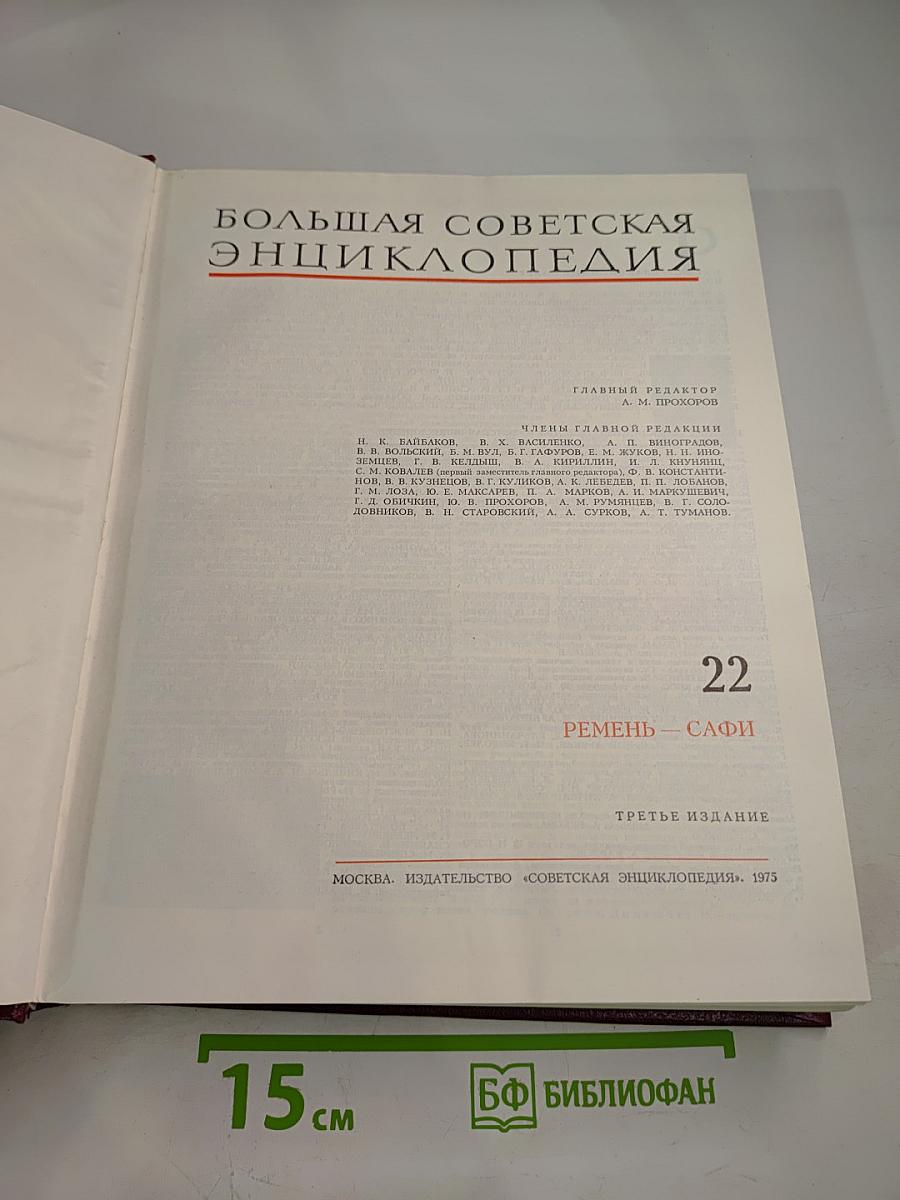 БОЛЬШАЯ СОВЕТСКАЯ
ЭНЦИКЛОПЕДИЯ
ГЛАВНЫЙ РЕДАКТОР
А. М. ПРОХОРОВ
ЧЛЕНЫ ГЛАВНОЙ РЕДАКЦИИ
Н. К. БАЙБАКОВ, В. Х. ВАСИЛЕНКО, А. П. ВИНОГРАДОВ,
В. В. ВОЛЬСКИЙ, Б. М. ВУЛ, Б. Г. ГАФУРОВ, Е. М. ЖУКОВ, Н. Н. ИНО-
ЗЕМЦЕВ, Г. В. КЕЛДЫШ, В. А. КИРИЛЛИН, И. Л. КНУНЯНЦ,
С. М. КОВАЛЕВ (первый заместитель главного редактора), Ф. В. КОНСТАНТИ-
НОВ, В. В. КУЗНЕЦОВ, В. Г. КУЛИКОВ, А. К. ЛЕБЕДЕВ, П. П. ЛОБАНОВ,
Г. М. ЛОЗА, Ю. Е. МАКСАРЕВ, П. А. МАРКОВ, А. И. МАРКУШЕВИЧ,
Г. Д. ОБИЧКИН, Ю. В. ПРОХОРОВ, А. М. РУМЯНЦЕВ, В. Г. СОЛО-
ДОВНИКОВ, В. Н. СТАРОВСКИЙ, А. А. СУРКОВ, А. Т. ТУМАНОВ.
22
РЕМЕНЬ — САФИ
ТРЕТЬЕ ИЗДАНИЕ
МОСКВА. ИЗДАТЕЛЬСТВО «СОВЕТСКАЯ ЭНЦИКЛОПЕДИЯ». 1975
15 см
БФ БИБЛИОФАН